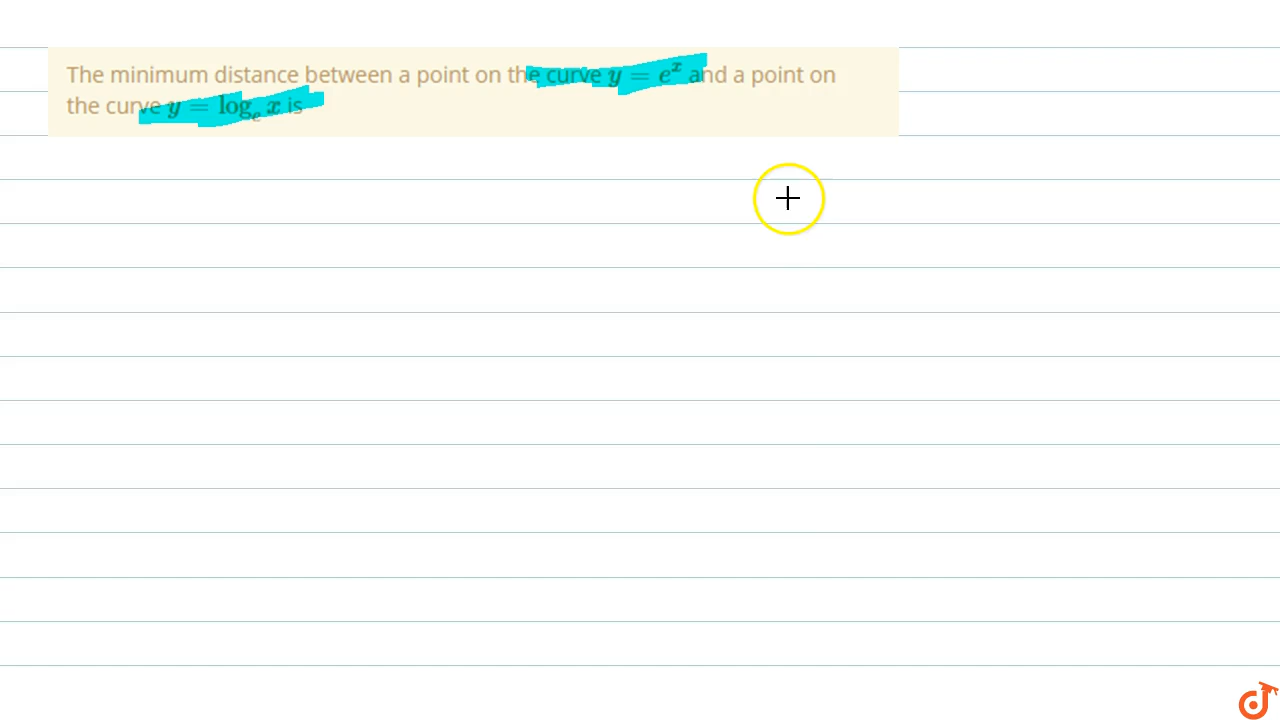 The minimum distance between a point on the curve y = e^x and a point on
the curve y = log_e x is